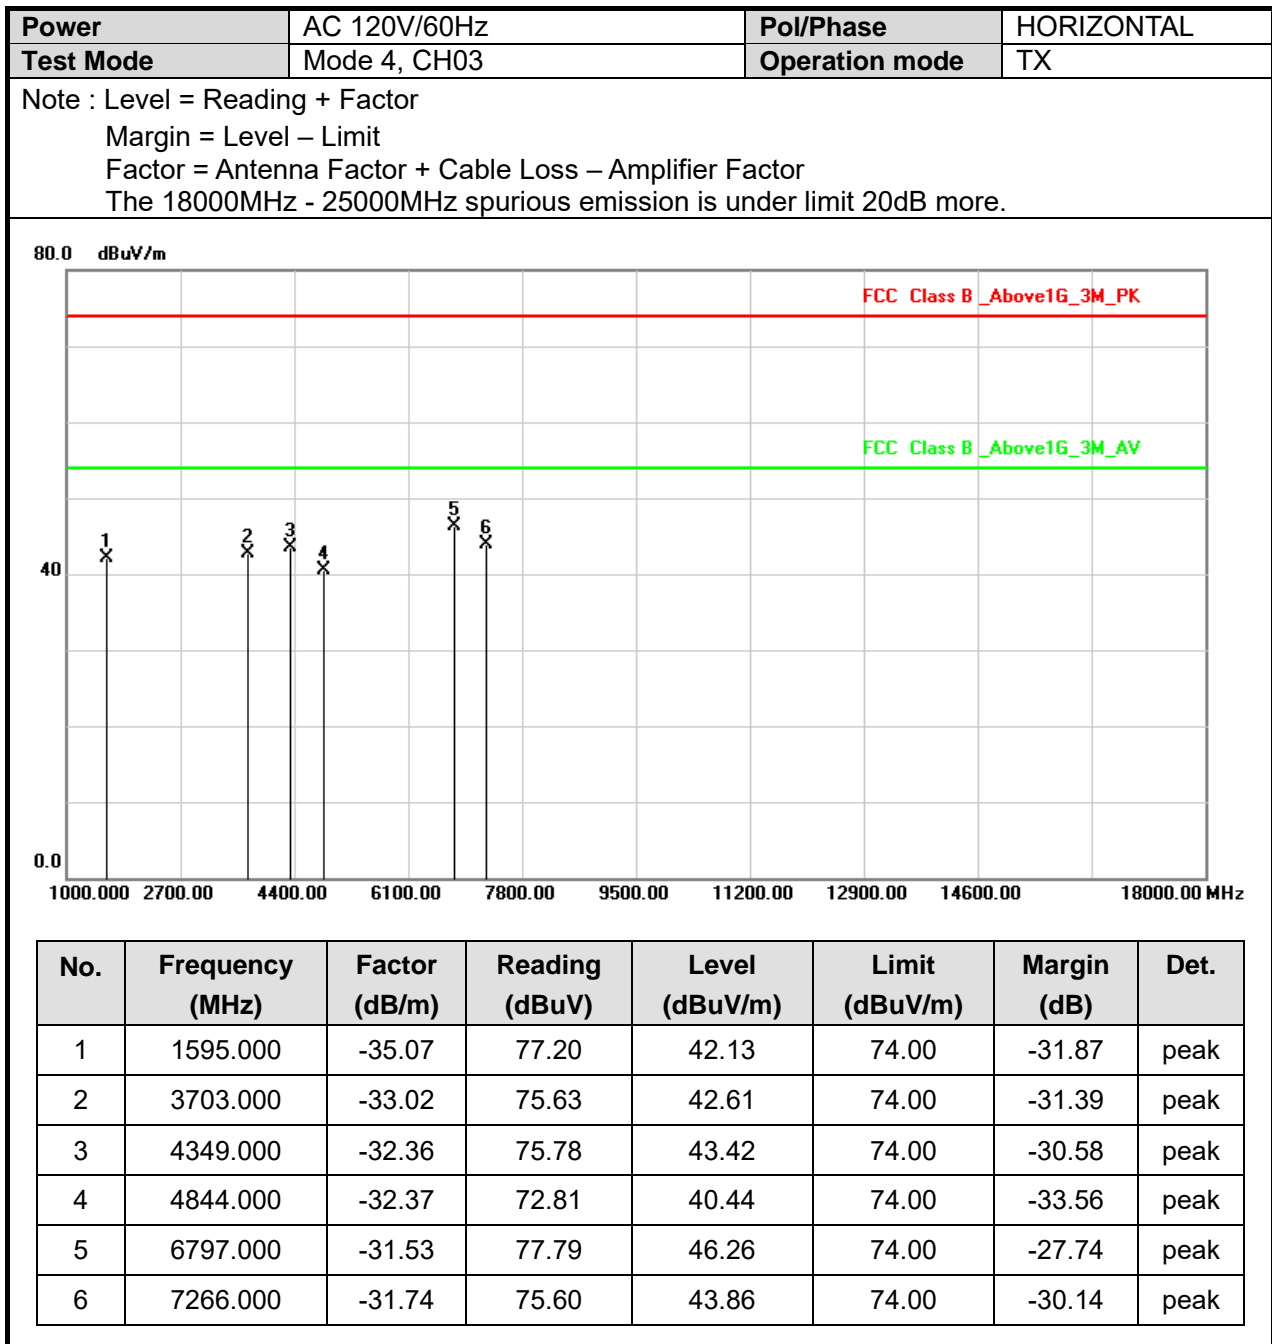 Power AC 120V/60Hz Pol/Phase HORIZONTAL
Test Mode Mode 4, CH03 Operation mode TX
Note : Level = Reading + Factor
Margin = Level – Limit
Factor = Antenna Factor + Cable Loss – Amplifier Factor
The 18000MHz - 25000MHz spurious emission is under limit 20dB more.
80.0 dBuV/m
FCC Class B _Above1G_3M_PK
FCC Class B _Above1G_3M_AV
1 2 3 4 5 6
40
0.0
1000.000 2700.00 4400.00 6100.00 7800.00 9500.00 11200.00 12900.00 14600.00 18000.00 MHz
No. Frequency Factor Reading Level Limit Margin Det.
(MHz) (dB/m) (dBuV) (dBuV/m) (dBuV/m) (dB)
1 1595.000 -35.07 77.20 42.13 74.00 -31.87 peak
2 3703.000 -33.02 75.63 42.61 74.00 -31.39 peak
3 4349.000 -32.36 75.78 43.42 74.00 -30.58 peak
4 4844.000 -32.37 72.81 40.44 74.00 -33.56 peak
5 6797.000 -31.53 77.79 46.26 74.00 -27.74 peak
6 7266.000 -31.74 75.60 43.86 74.00 -30.14 peak